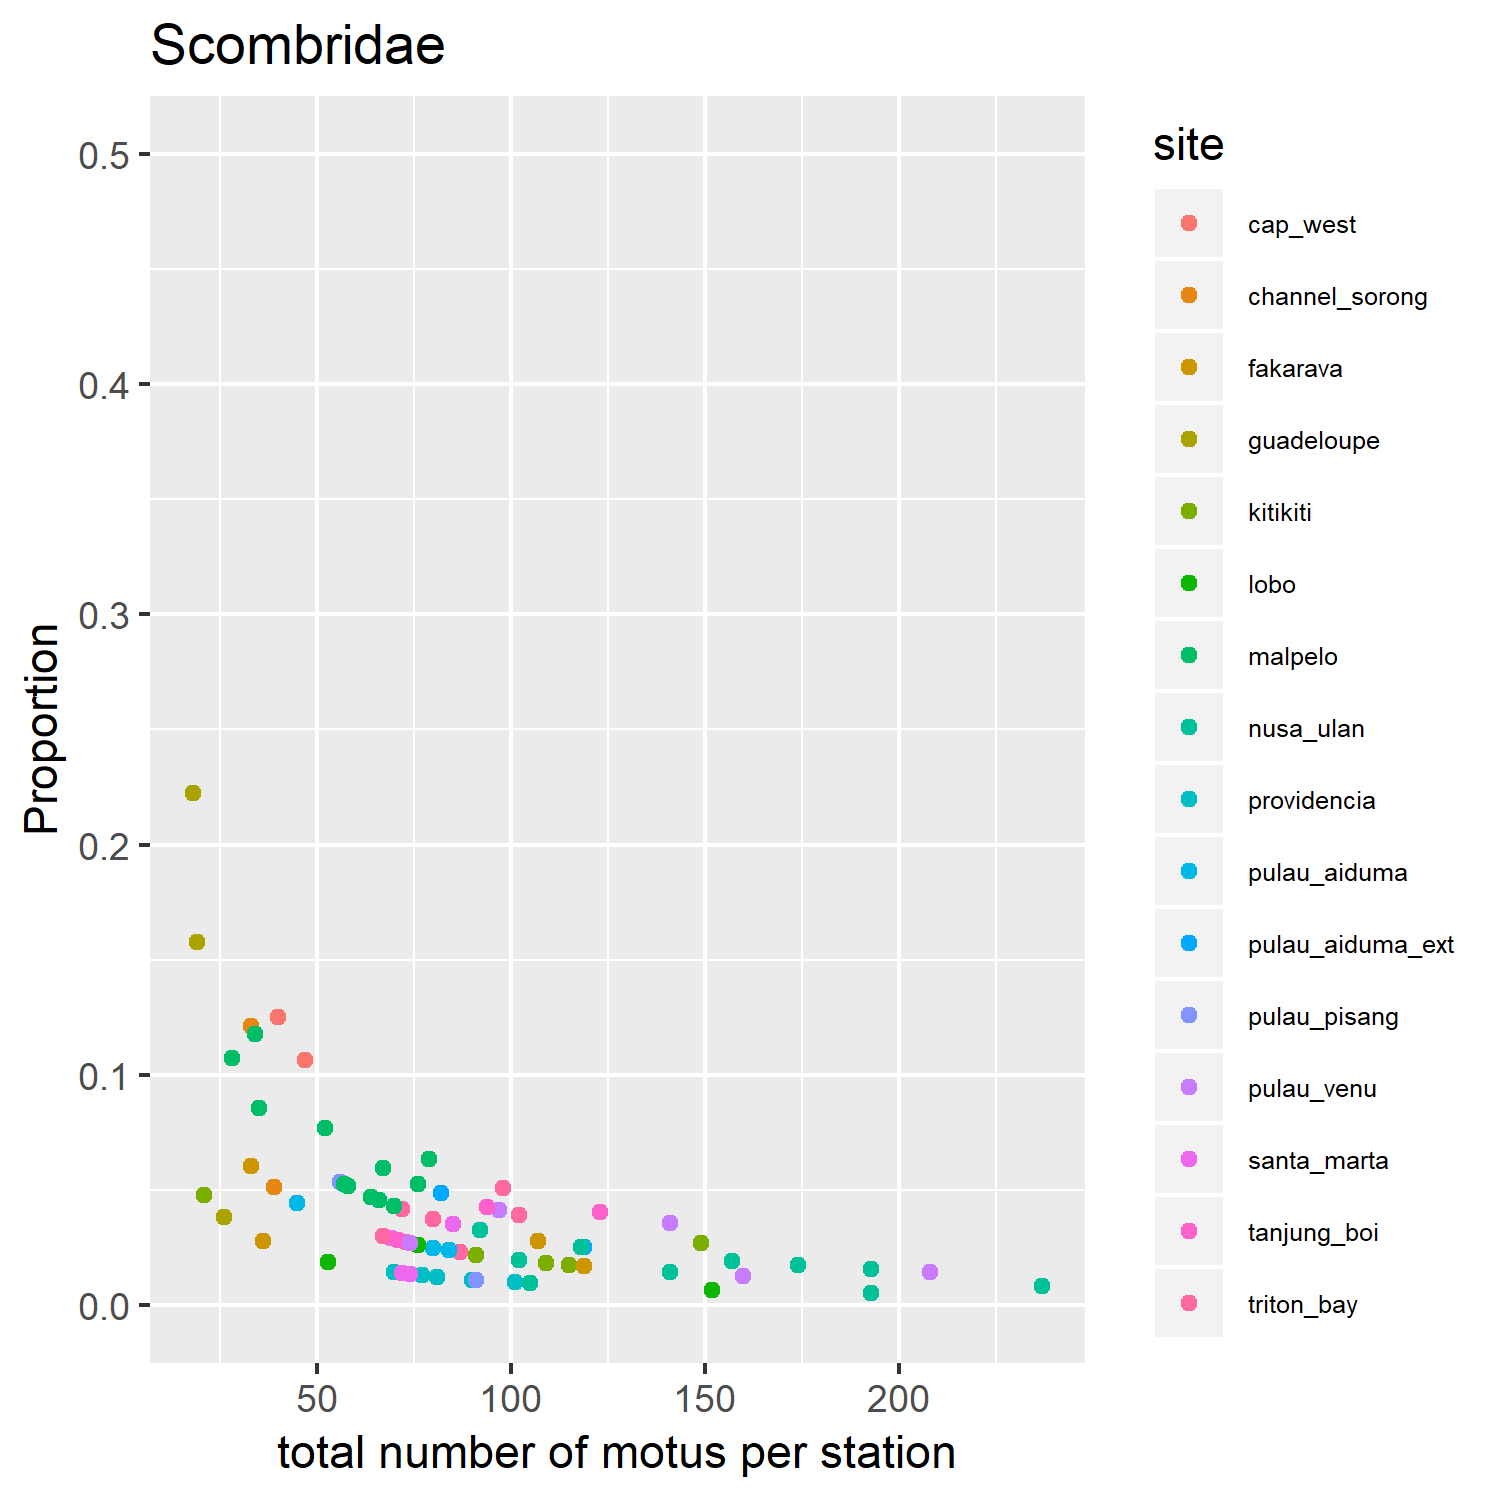 Scombridae
0.5
0.4
0.3
0.2
0.1
0.0
Proportion
50 100 150 200
total number of motus per station
site
cap_west
channel_sorong
fakarava
guadeloupe
kitikiti
lobo
malpelo
nusa_ulan
providencia
pulau_aiduma
pulau_aiduma_ext
pulau_pisang
pulau_venu
santa_marta
tanjung_boi
triton_bay